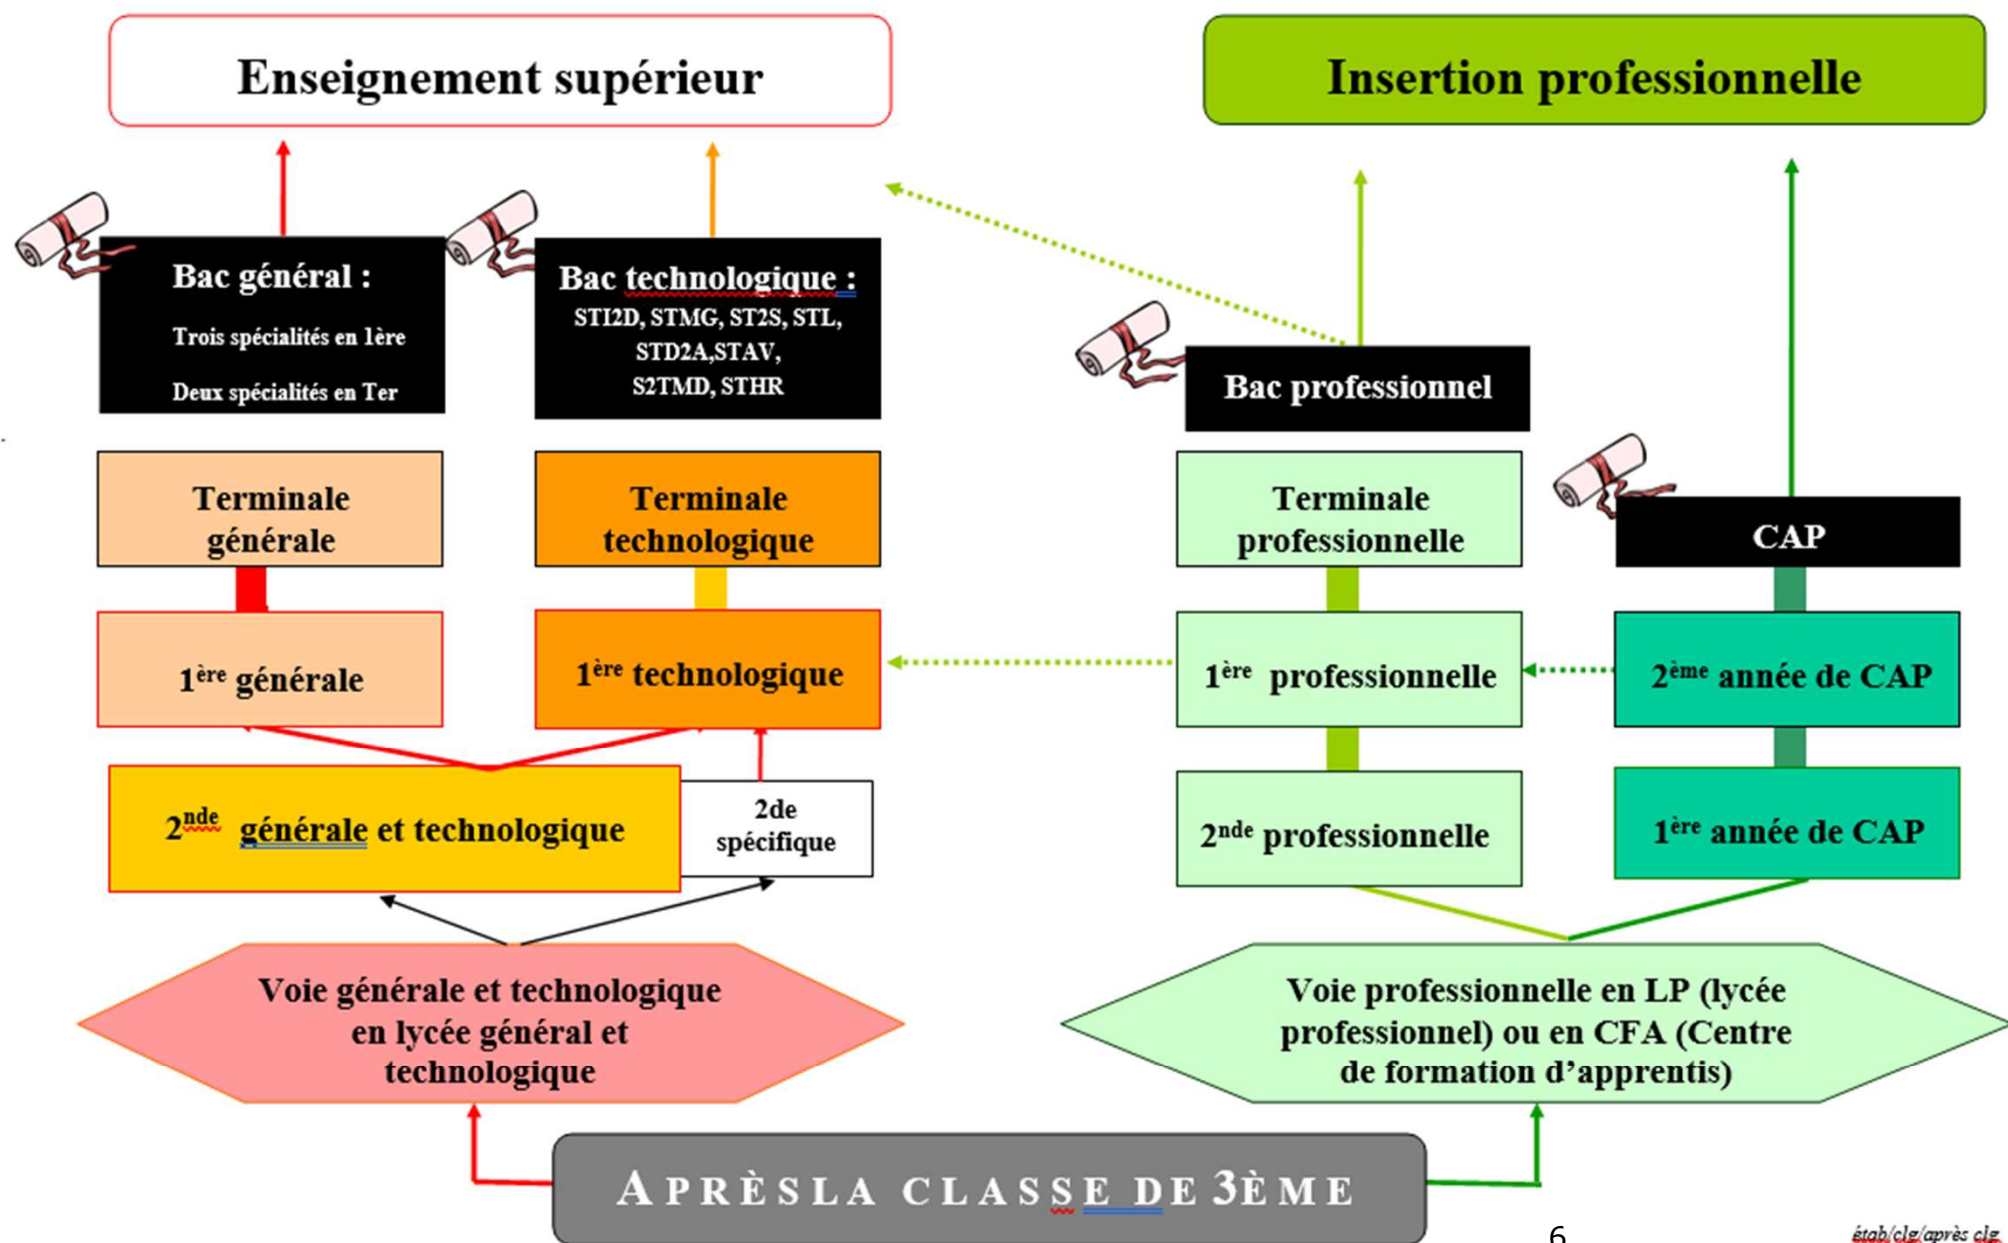 Enseignement supérieur
Insertion professionnelle
Bac général :
Trois spécialités en 1ère
Deux spécialités en Ter
Bac technologique :
STI2D, STMG, ST2S, STL,
STD2A,STAV,
S2TMD, STHR
Bac professionnel
CAP
Terminale
générale
Terminale
technologique
Terminale
professionnelle
1ère générale
1ère technologique
1ère professionnelle
2ème année de CAP
2nde générale et technologique
2de
spécifique
2nde professionnelle
1ère année de CAP
Voie générale et technologique
en lycée général et
technologique
Voie professionnelle en LP (lycée
professionnel) ou en CFA (Centre
de formation d’apprentis)
APRÈSLA CLASSE DE 3ÈME
6
étab/clg/après clg